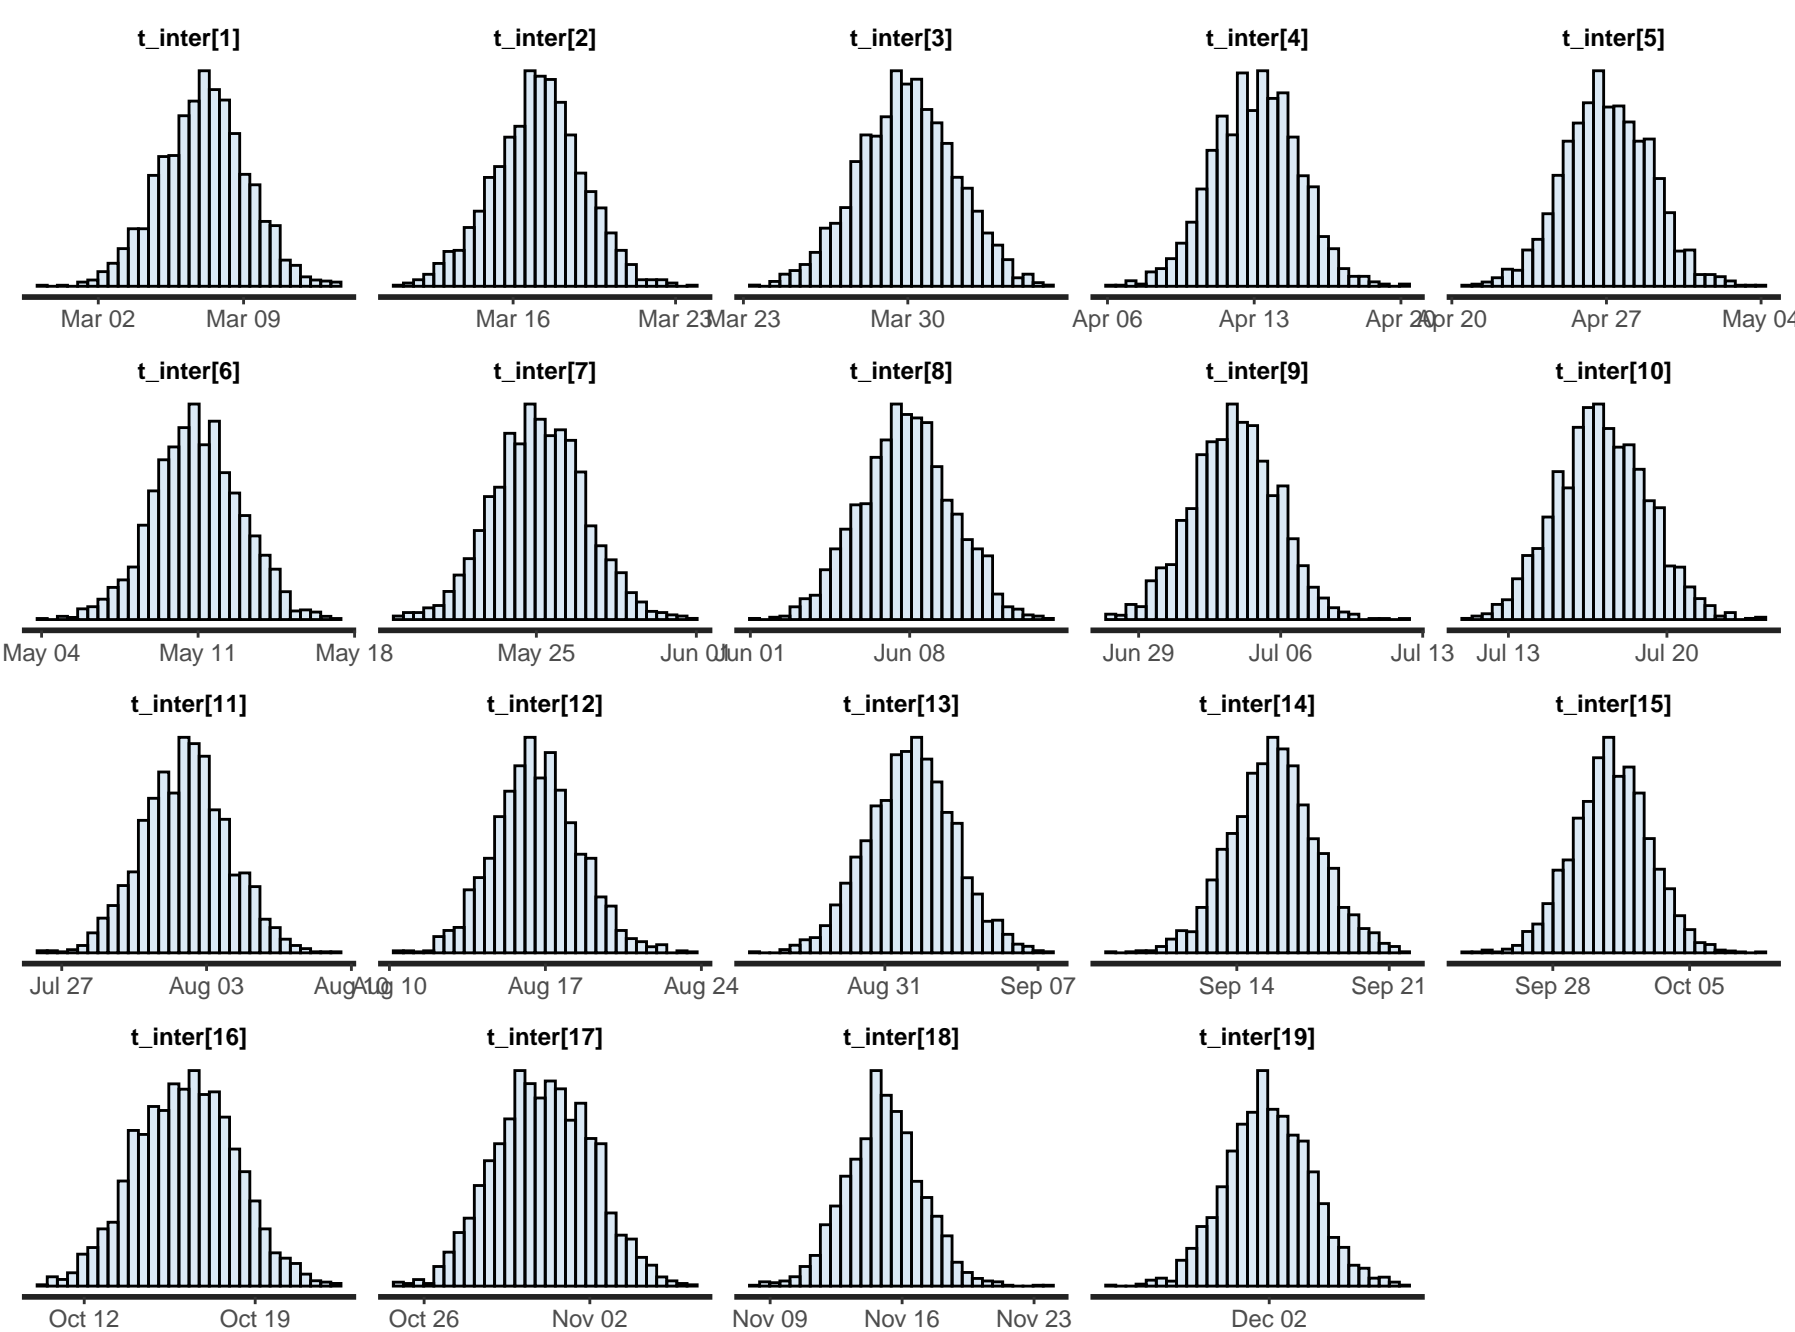 t_inter[1] t_inter[2] t_inter[3] t_inter[4] t_inter[5]
Mar 02 Mar 09 Mar 16 Mar 23 Mar 23 Mar 30 Apr 06 Apr 13 Apr 20 Apr 20 Apr 27 May 04
t_inter[6] t_inter[7] t_inter[8] t_inter[9] t_inter[10]
May 04 May 11 May 18 May 25 Jun 01 Jun 01 Jun 08 Jun 29 Jul 06 Jul 13 Jul 13 Jul 20
t_inter[11] t_inter[12] t_inter[13] t_inter[14] t_inter[15]
Jul 27 Aug 03 Aug 10 Aug 10 Aug 17 Aug 24 Aug 31 Sep 07 Sep 14 Sep 21 Sep 28 Oct 05
t_inter[16] t_inter[17] t_inter[18] t_inter[19]
Oct 12 Oct 19 Oct 26 Nov 02 Nov 09 Nov 16 Nov 23 Dec 02